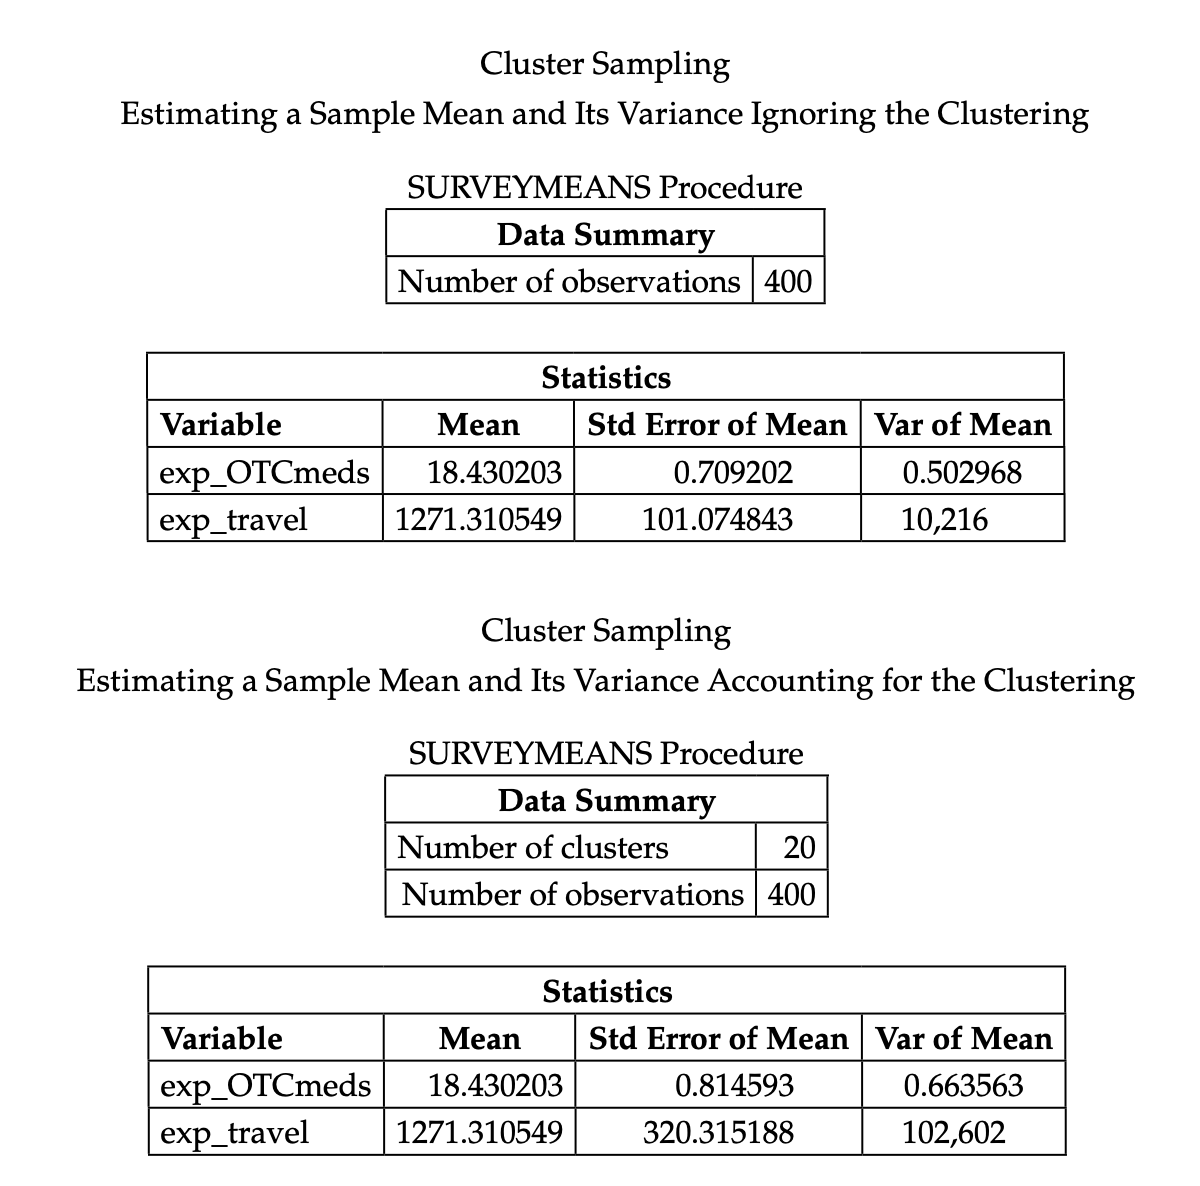 Cluster Sampling
Estimating a Sample Mean and Its Variance Ignoring the Clustering
SURVEYMEANS Procedure
Data Summary
Number of observations 400
Statistics
Variable Mean Std Error of Mean Var of Mean
exp_OTCmeds 18.430203 0.709202 0.502968
exp_travel 1271.310549 101.074843 10,216
Cluster Sampling
Estimating a Sample Mean and Its Variance Accounting for the Clustering
SURVEYMEANS Procedure
Data Summary
Number of clusters 20
Number of observations 400
Statistics
Variable Mean Std Error of Mean Var of Mean
exp_OTCmeds 18.430203 0.814593 0.663563
exp_travel 1271.310549 320.315188 102,602